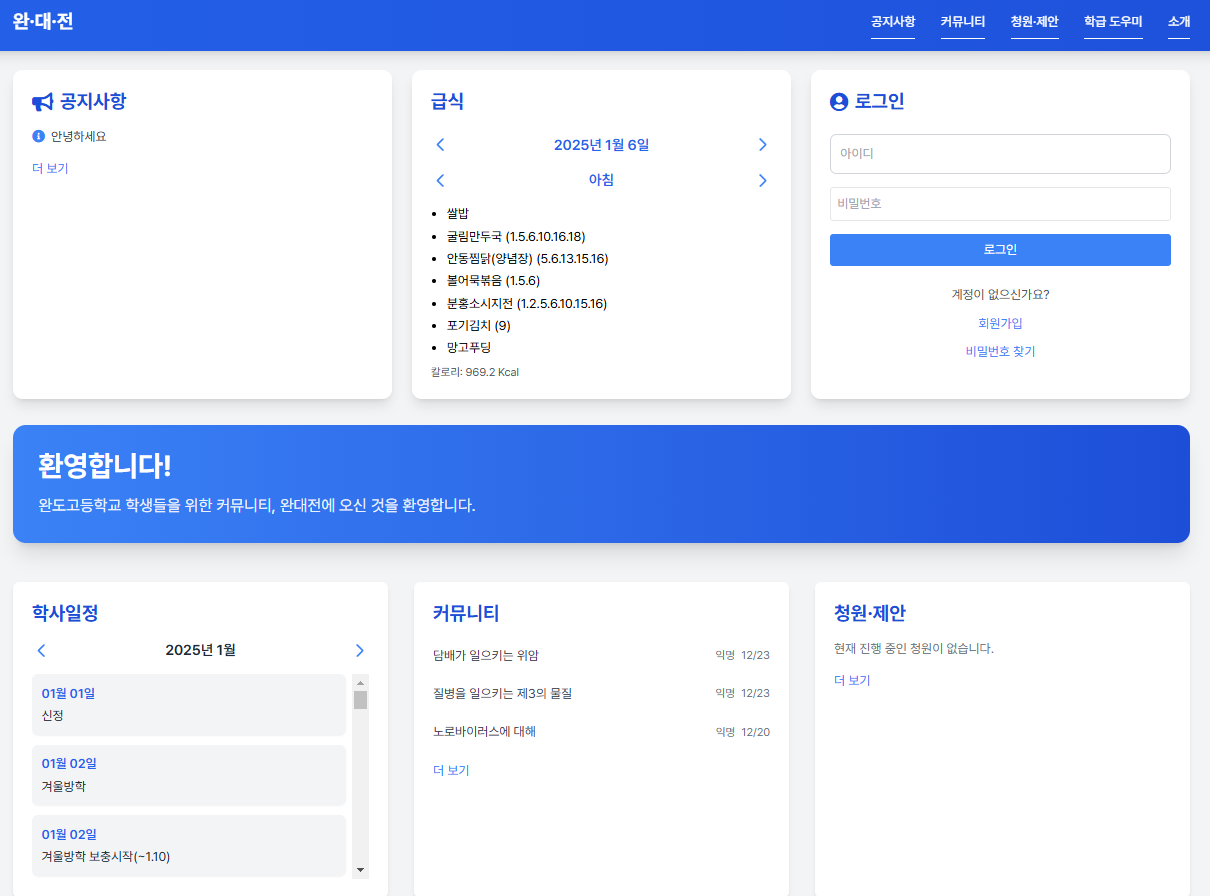 완·대·전
공지사항 커뮤니티 청원·제안 학급 도우미 소개
공지사항
안녕하세요
더 보기
급식
2025년 1월 6일
아침
쌀밥
굴림만두국 (1.5.6.10.16.18)
안동찜닭(양념장) (5.6.13.15.16)
볼어묵볶음 (1.5.6)
분홍소시지전 (1.2.5.6.10.15.16)
포기김치 (9)
망고푸딩
칼로리: 969.2 Kcal
로그인
아이디
비밀번호
로그인
계정이 없으신가요?
회원가입
비밀번호 찾기
환영합니다!
완도고등학교 학생들을 위한 커뮤니티, 완대전에 오신 것을 환영합니다.
학사일정
2025년 1월
01월 01일
신정
01월 02일
겨울방학
01월 02일
겨울방학 보충시작(~1.10)
커뮤니티
담배가 일으키는 위암 익명 12/23
질병을 일으키는 제3의 물질 익명 12/23
노로바이러스에 대해 익명 12/20
더 보기
청원·제안
현재 진행 중인 청원이 없습니다.
더 보기